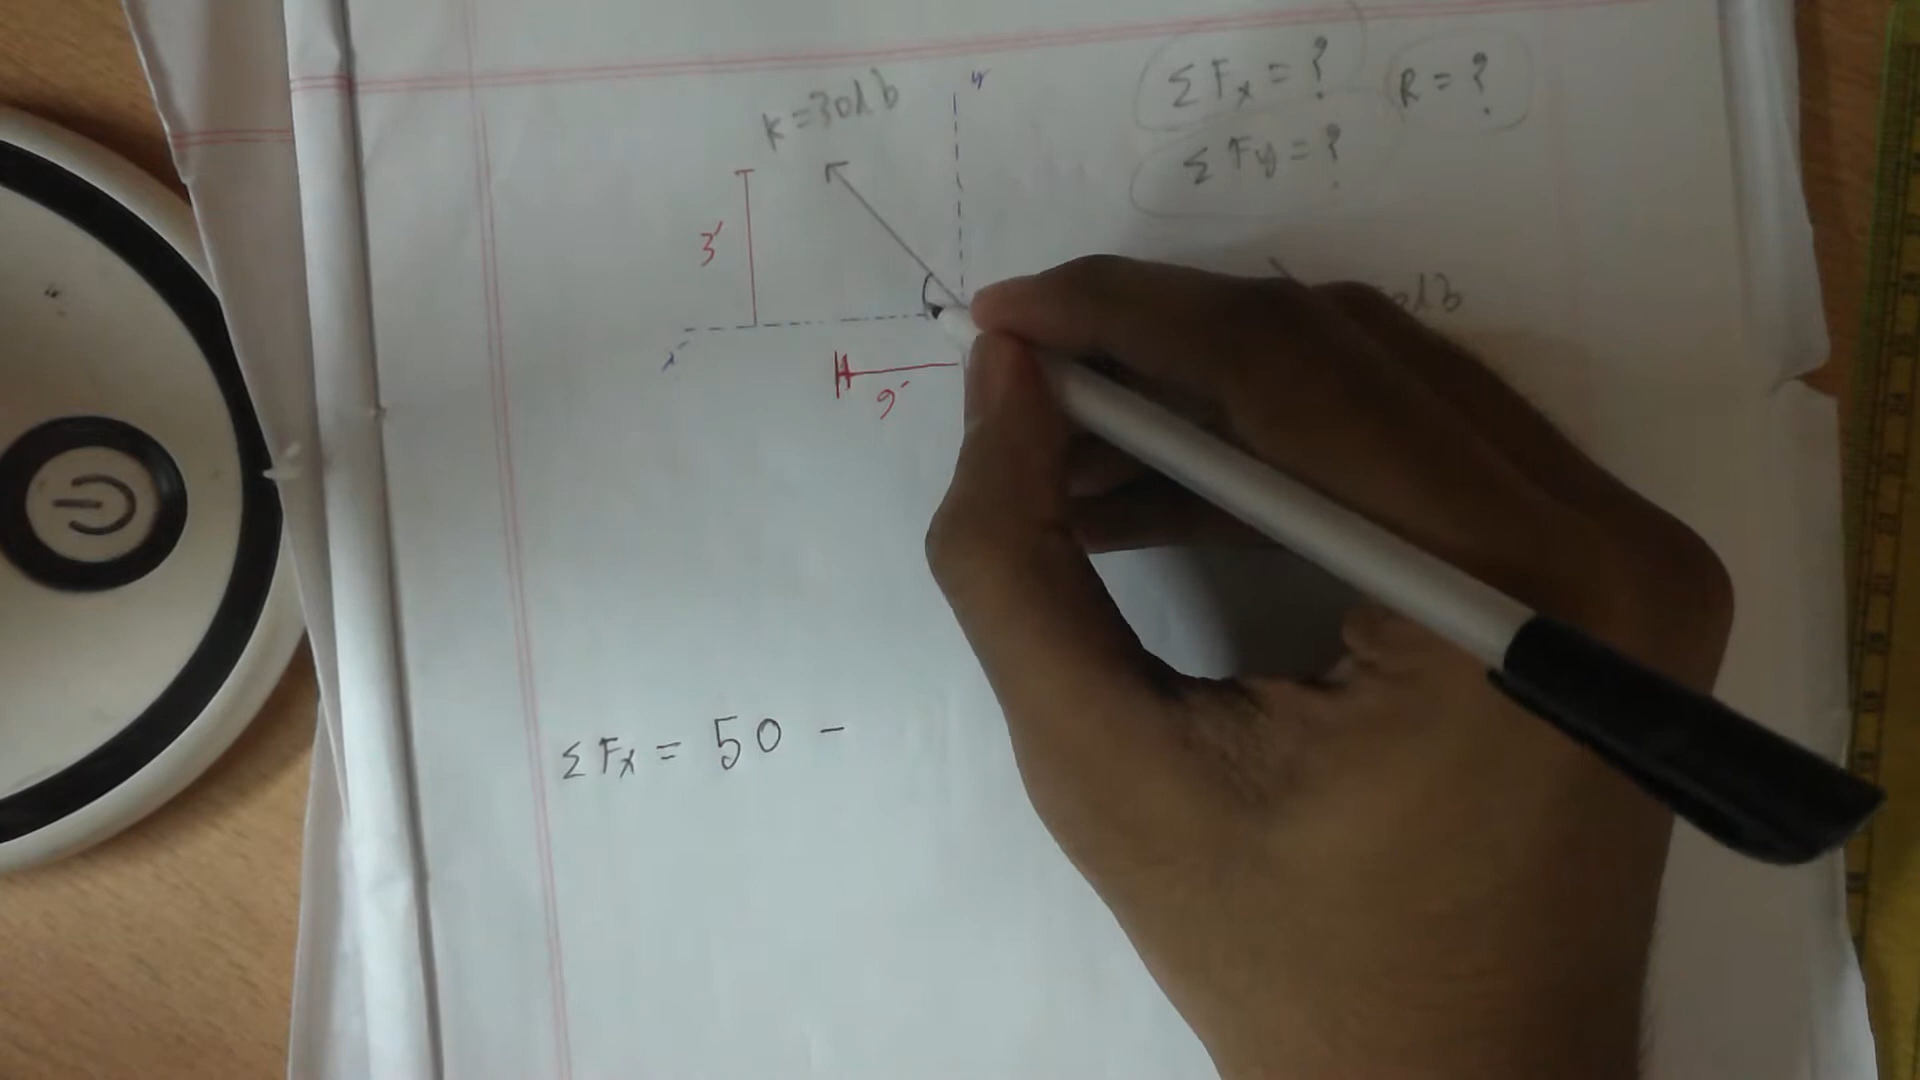 K=30lb
y
ΣFx = ?
R = ?
ΣFy = ?
3'
x'
9'
ΣFx = 50 -